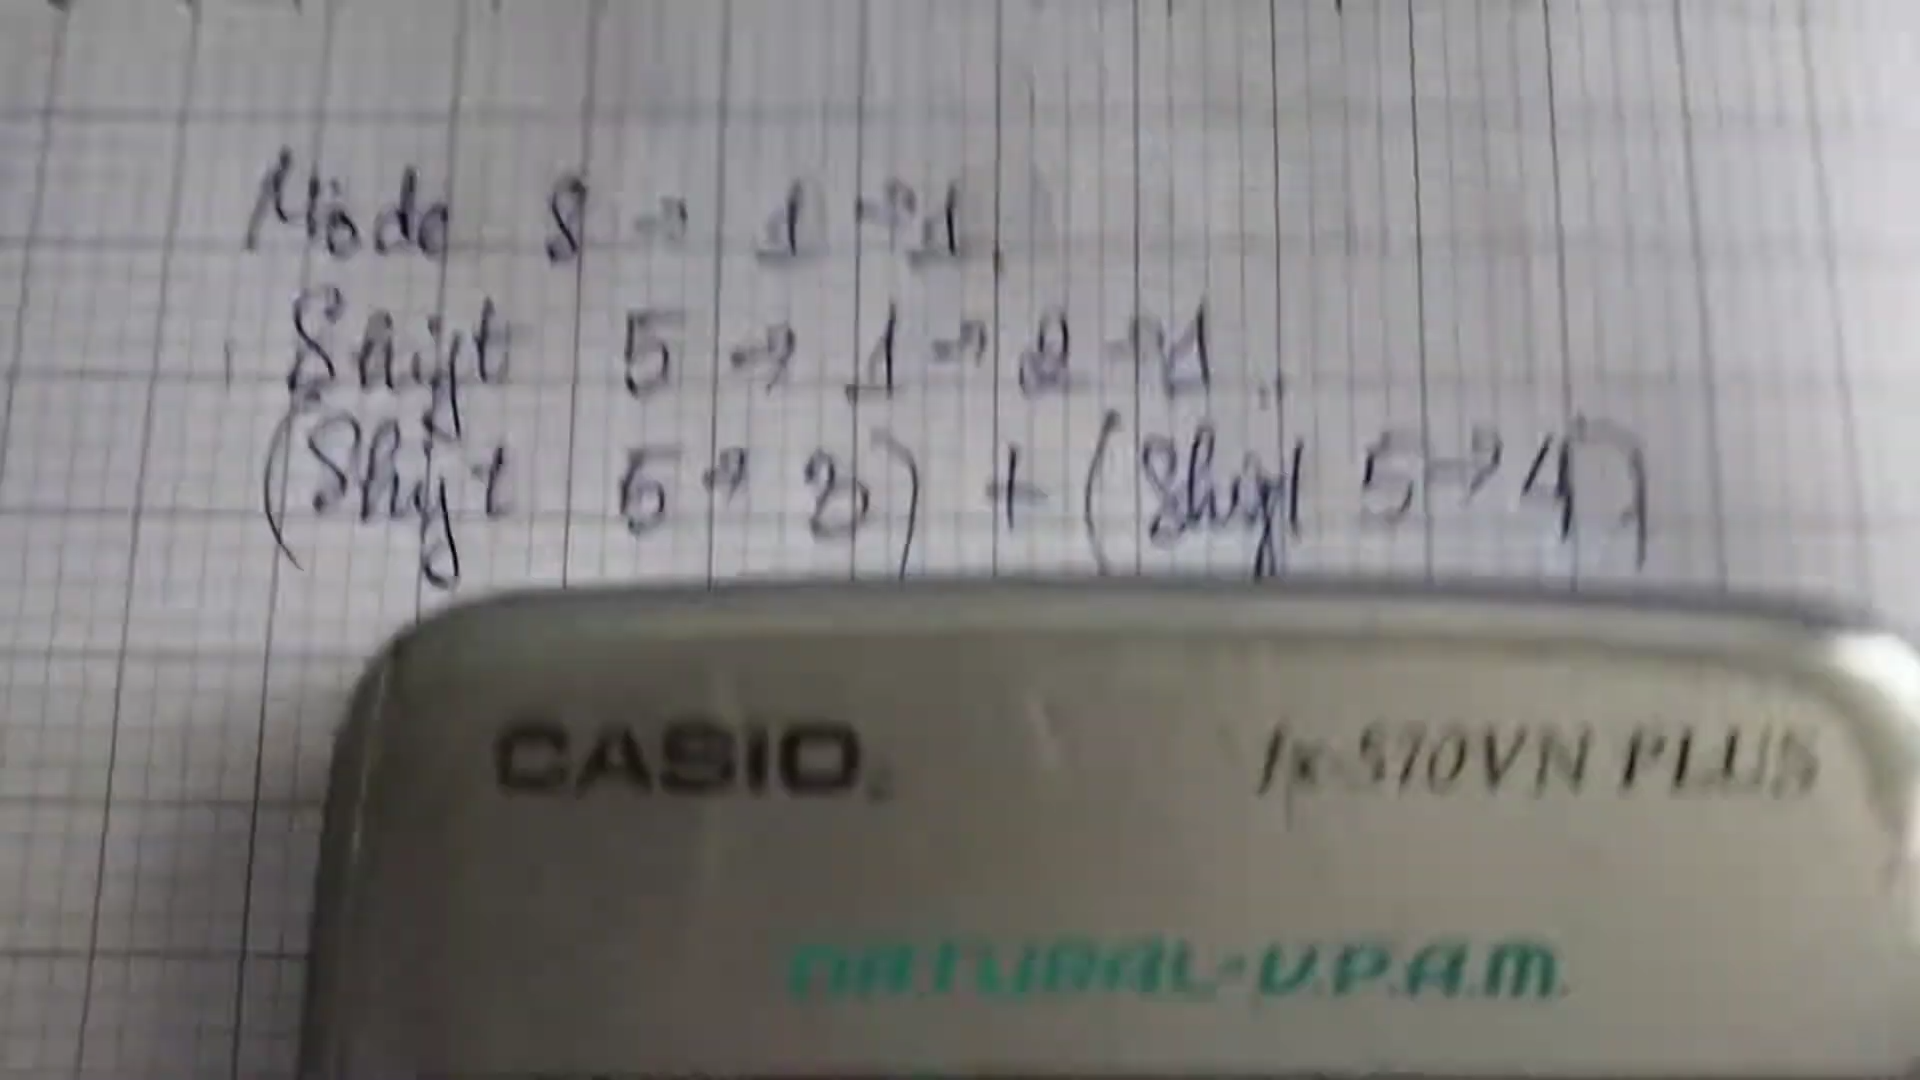 Mode 8 → 1 → 1.
Shift 5 → 1 → 2 → 1.
(Shift 5 → 2) + (Shift 5 → 4)
CASIO
fx-570VN PLUS
NATURAL-V.P.A.M.